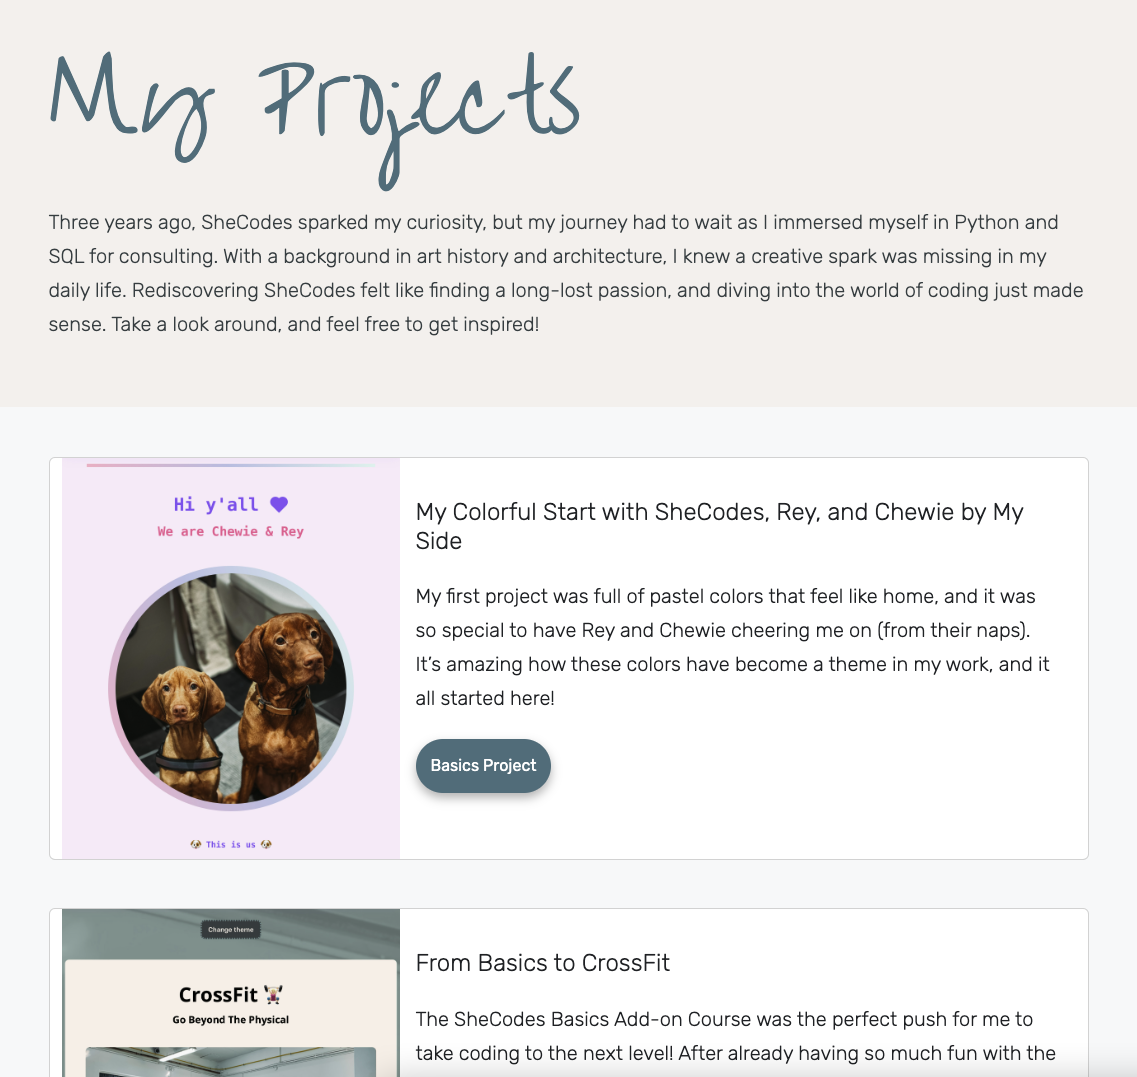 My Projects
Three years ago, SheCodes sparked my curiosity, but my journey had to wait as I immersed myself in Python and
SQL for consulting. With a background in art history and architecture, I knew a creative spark was missing in my
daily life. Rediscovering SheCodes felt like finding a long-lost passion, and diving into the world of coding just made
sense. Take a look around, and feel free to get inspired!
Hi y'all 💜
We are Chewie & Rey
🐶 This is us 🐶
My Colorful Start with SheCodes, Rey, and Chewie by My
Side
My first project was full of pastel colors that feel like home, and it was
so special to have Rey and Chewie cheering me on (from their naps).
It’s amazing how these colors have become a theme in my work, and it
all started here!
Basics Project
Change theme
CrossFit 🏋️
Go Beyond The Physical
From Basics to CrossFit
The SheCodes Basics Add-on Course was the perfect push for me to
take coding to the next level! After already having so much fun with the